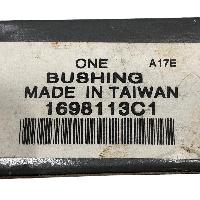 ONE A17E
BUSHING
MADE IN TAIWAN
1698113C1